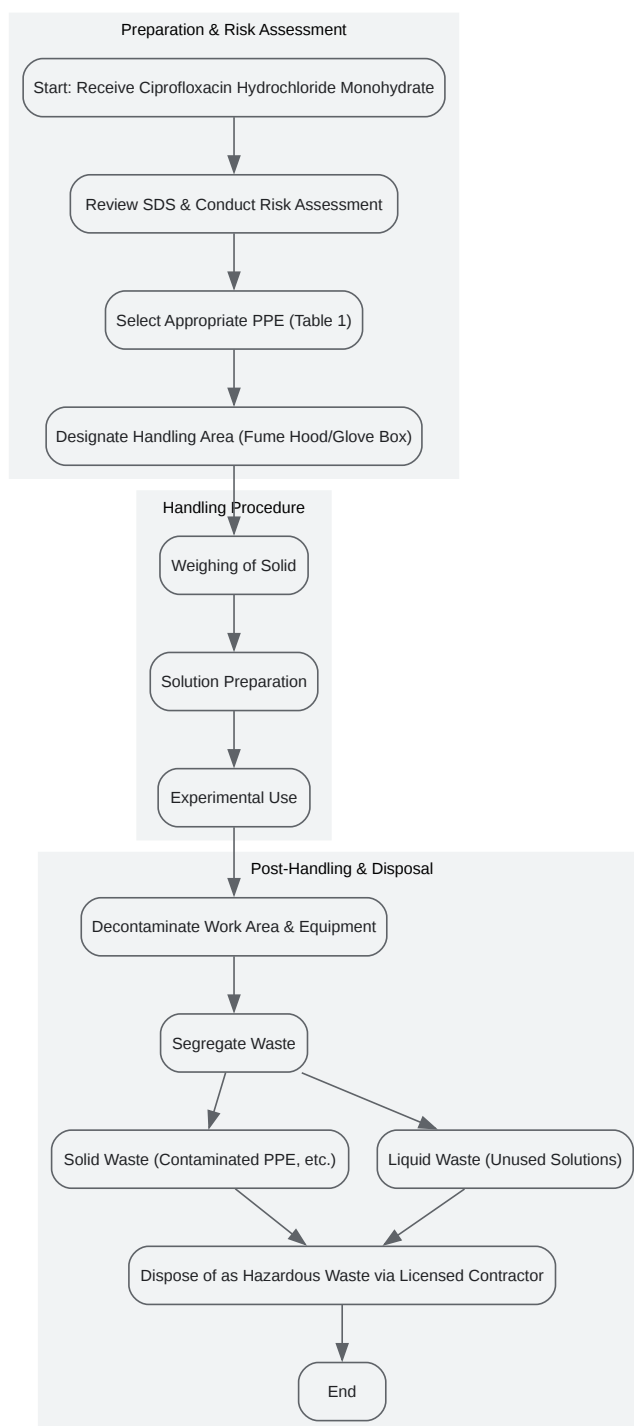 Preparation & Risk Assessment
Start: Receive Ciprofloxacin Hydrochloride Monohydrate
Review SDS & Conduct Risk Assessment
Select Appropriate PPE (Table 1)
Designate Handling Area (Fume Hood/Glove Box)
Handling Procedure
Weighing of Solid
Solution Preparation
Experimental Use
Post-Handling & Disposal
Decontaminate Work Area & Equipment
Segregate Waste
Solid Waste (Contaminated PPE, etc.)
Liquid Waste (Unused Solutions)
Dispose of as Hazardous Waste via Licensed Contractor
End